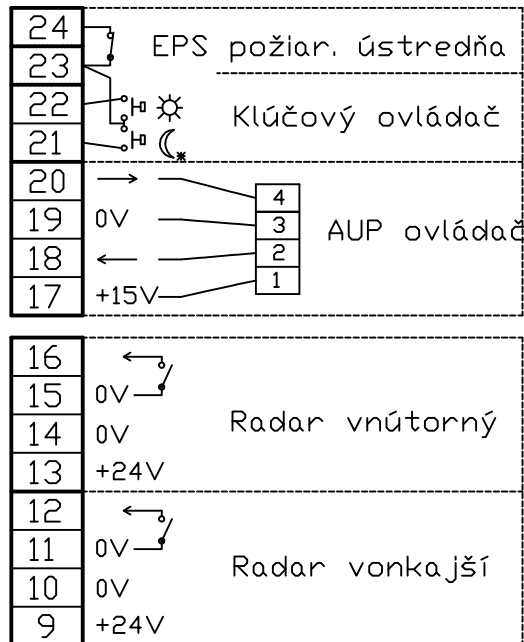 24 EPS požiar. ústredňa
23
22 Klúčový ovládač
21
20 4
19 0V 3 AUP ovládač
18 2
17 +15V 1
16
15 0V Radar vnútorný
14 0V
13 +24V
12
11 0V Radar vonkajší
10 0V
9 +24V